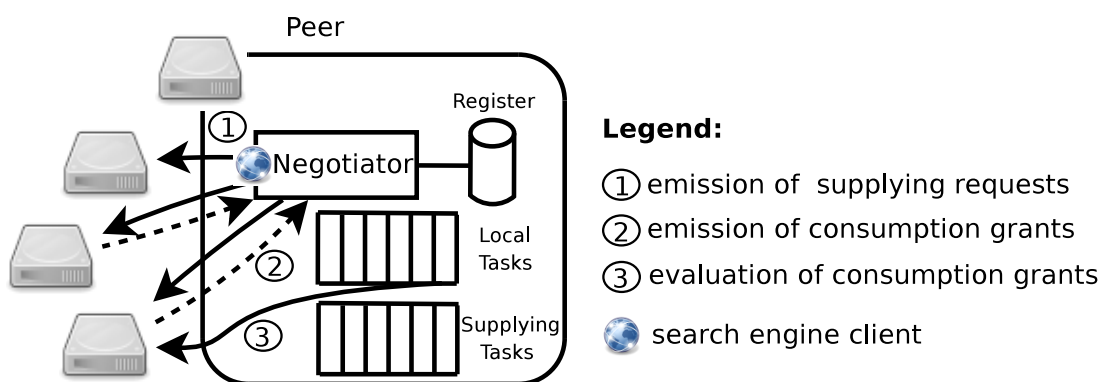 Peer
Register
1
Negotiator
Local
Tasks
2
Supplying
Tasks
3
Legend:
1 emission of supplying requests
2 emission of consumption grants
3 evaluation of consumption grants
search engine client